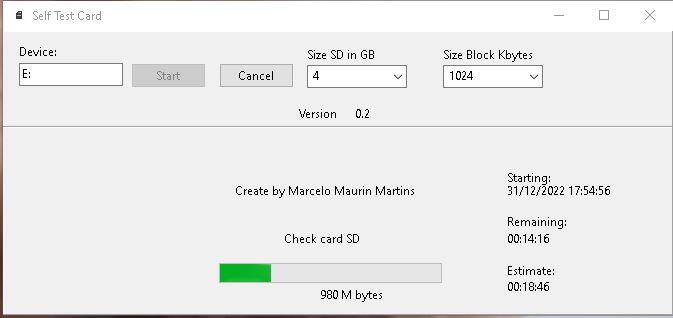 Self Test Card
Device:
E:
Start
Cancel
Size SD in GB
4
Size Block Kbytes
1024
Version 0.2
Create by Marcelo Maurin Martins
Check card SD
980 M bytes
Starting:
31/12/2022 17:54:56
Remaining:
00:14:16
Estimate:
00:18:46